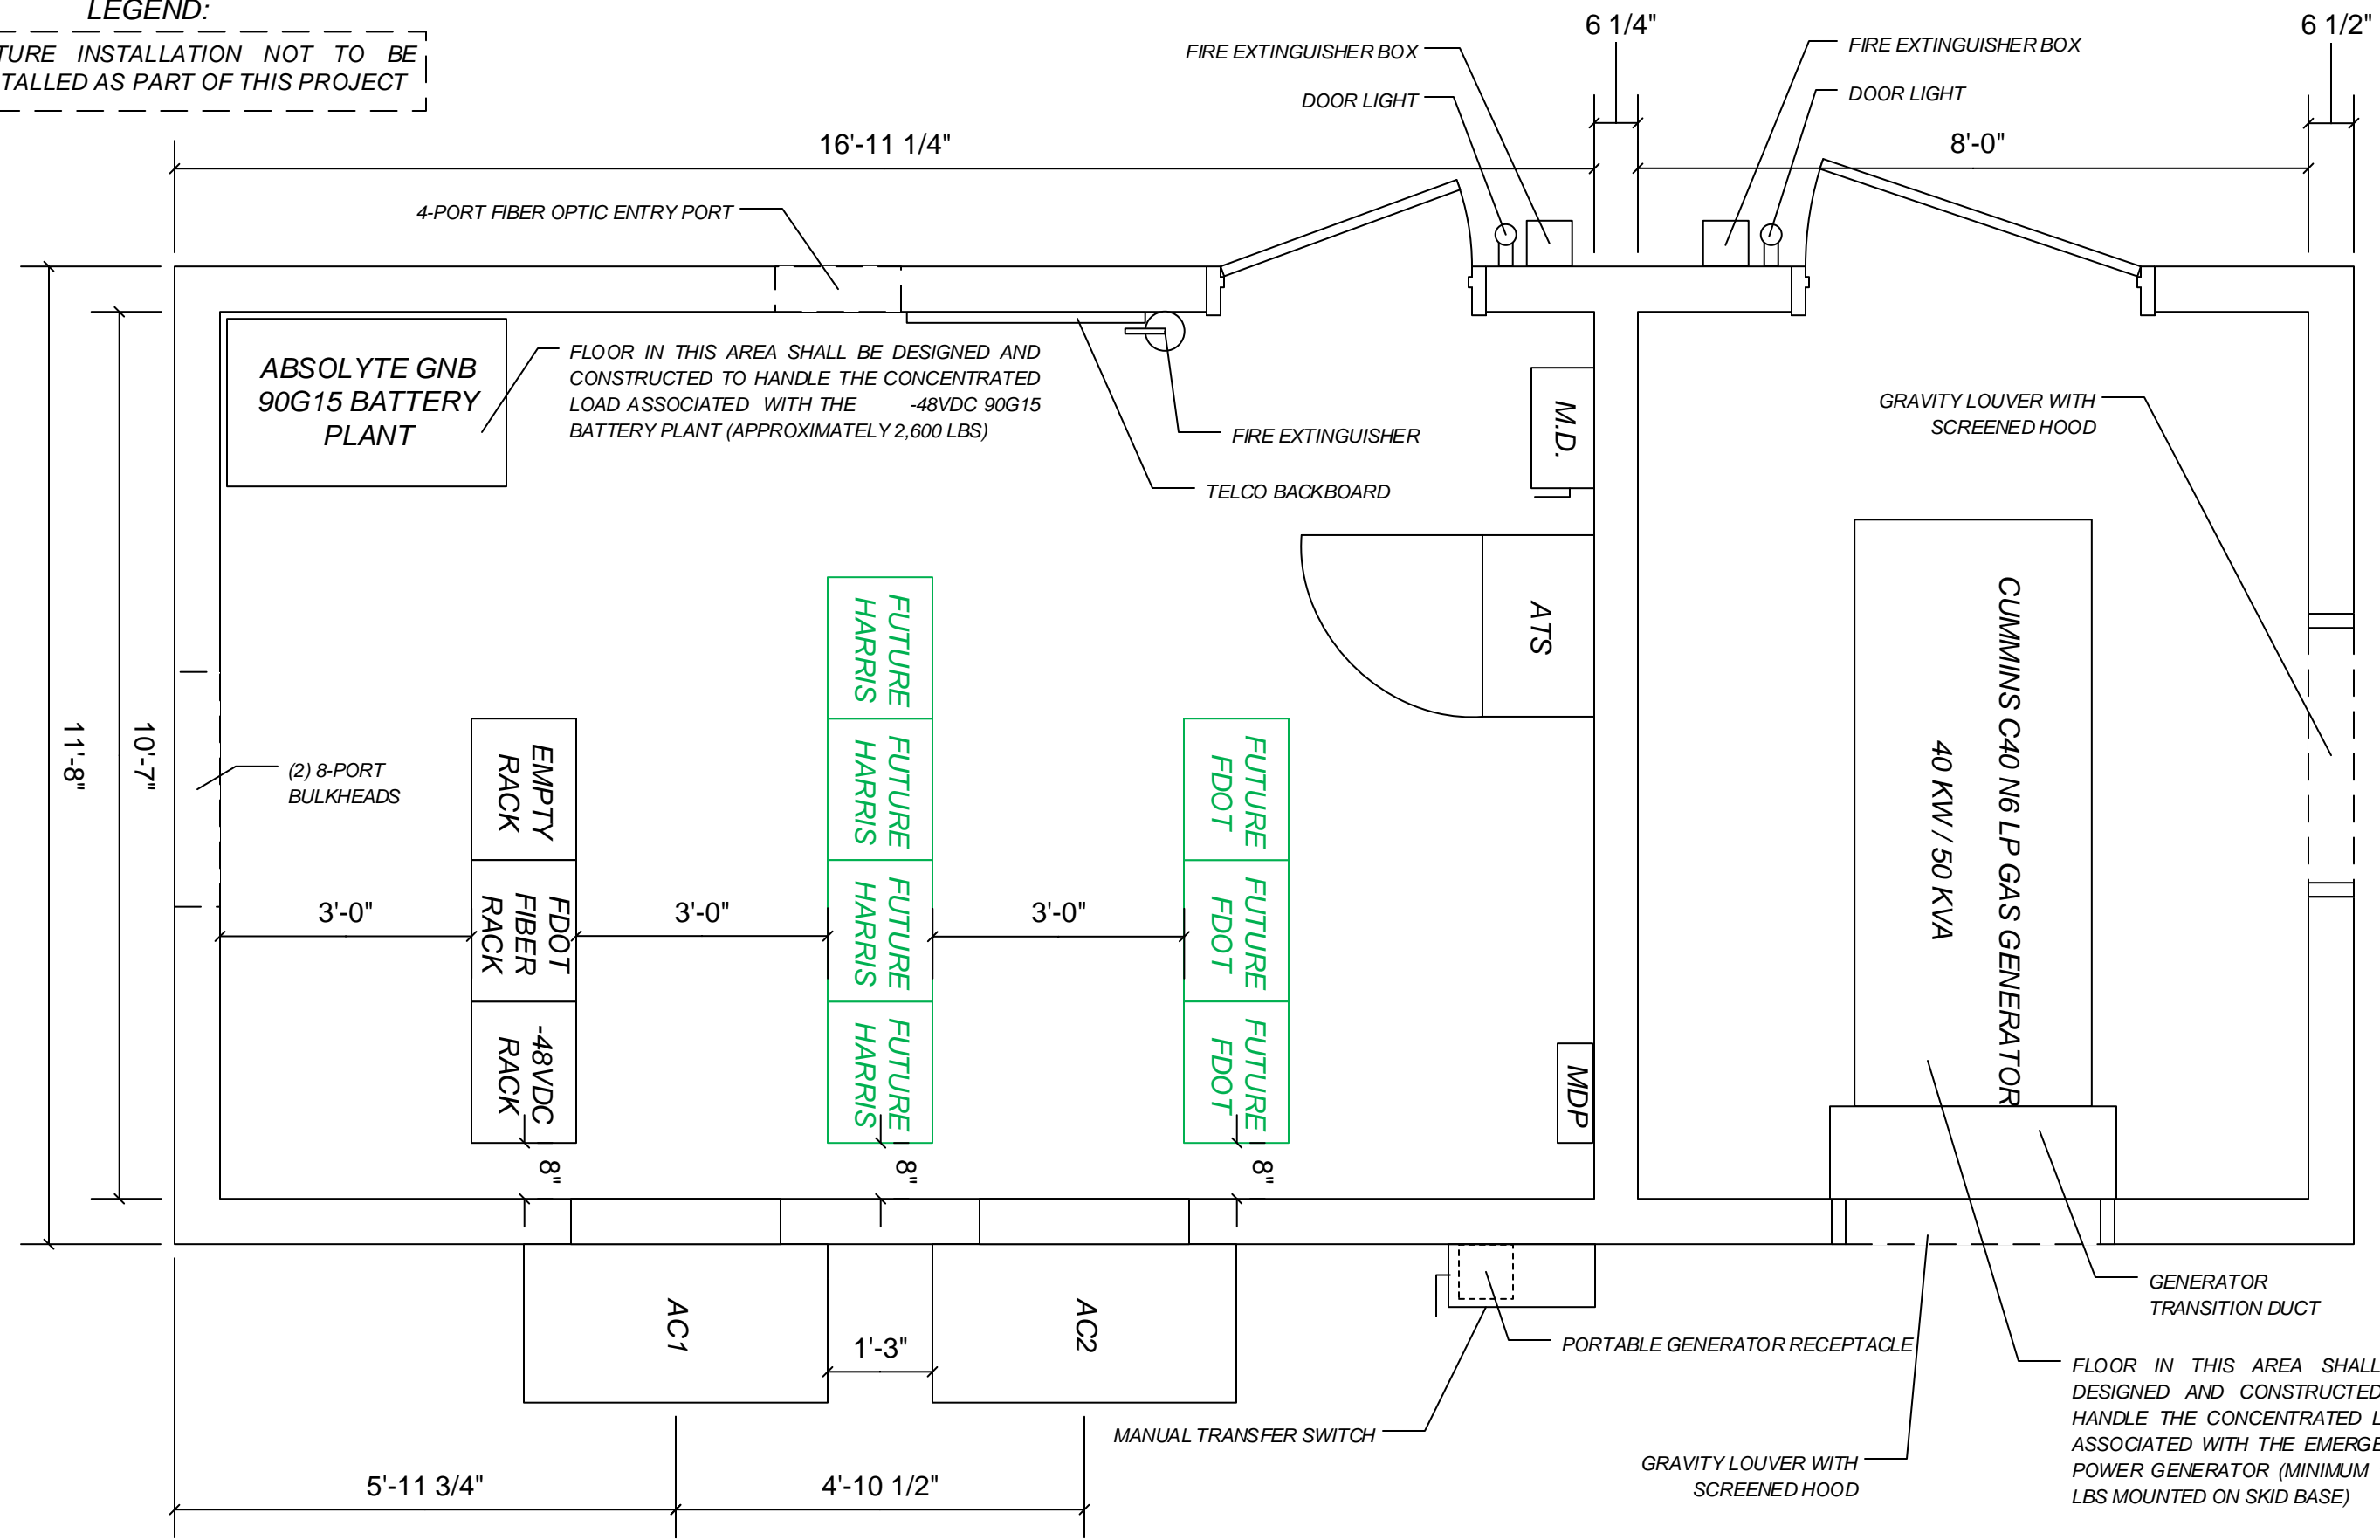 LEGEND:
INSTALLATION NOT TO BE
AS PART OF THIS PROJECT
6 1/4"
6 1/2"
FIRE EXTINGUISHER BOX
DOOR LIGHT
FIRE EXTINGUISHER BOX
DOOR LIGHT
16'-11 1/4"
8'-0"
4-PORT FIBER OPTIC ENTRY PORT
ABSOLYTE GNB
90G15 BATTERY
PLANT
FLOOR IN THIS AREA SHALL BE DESIGNED AND
CONSTRUCTED TO HANDLE THE CONCENTRATED
LOAD ASSOCIATED WITH THE -48VDC 90G15
BATTERY PLANT (APPROXIMATELY 2,600 LBS)
FIRE EXTINGUISHER
TELCO BACKBOARD
M.D.
GRAVITY LOUVER WITH
SCREENED HOOD
ATS
CUMMINS C40 N6 LP GAS GENERATOR
40 KW / 50 KVA
11'-8"
10'-7"
(2) 8-PORT
BULKHEADS
EMPTY
RACK
FDOT
FIBER
RACK
-48VDC
RACK
FUTURE
HARRIS
FUTURE
HARRIS
FUTURE
HARRIS
FUTURE
HARRIS
FUTURE
FDOT
FUTURE
FDOT
FUTURE
FDOT
3'-0"
3'-0"
3'-0"
MDP
8"
8"
8"
AC1
1'-3"
AC2
5'-11 3/4"
4'-10 1/2"
PORTABLE GENERATOR RECEPTACLE
MANUAL TRANSFER SWITCH
GRAVITY LOUVER WITH
SCREENED HOOD
GENERATOR
TRANSITION DUCT
FLOOR IN THIS AREA SHALL
DESIGNED AND CONSTRUCTED
HANDLE THE CONCENTRATED
ASSOCIATED WITH THE
POWER GENERATOR (MINIMUM
LBS MOUNTED ON SKID BASE)